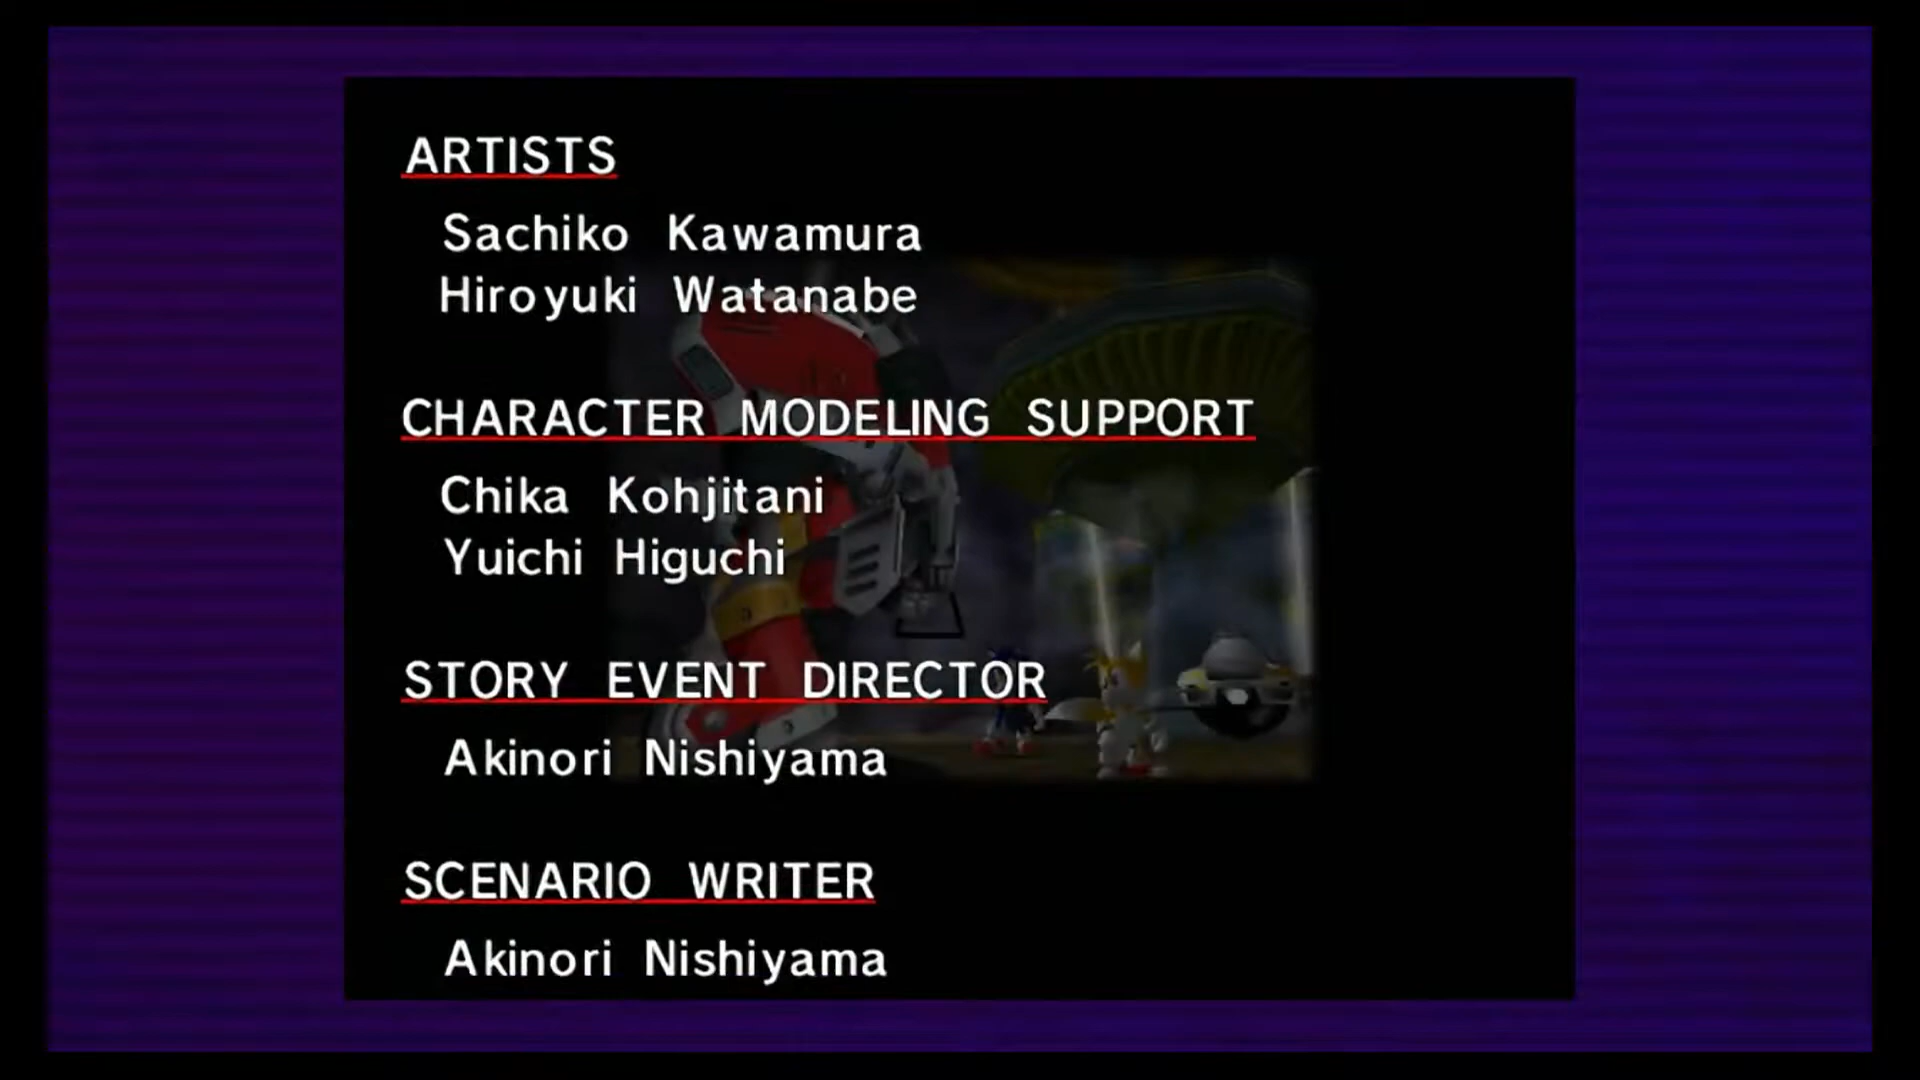 ARTISTS
Sachiko Kawamura
Hiroyuki Watanabe
CHARACTER MODELING SUPPORT
Chika Kohjitani
Yuichi Higuchi
STORY EVENT DIRECTOR
Akinori Nishiyama
SCENARIO WRITER
Akinori Nishiyama